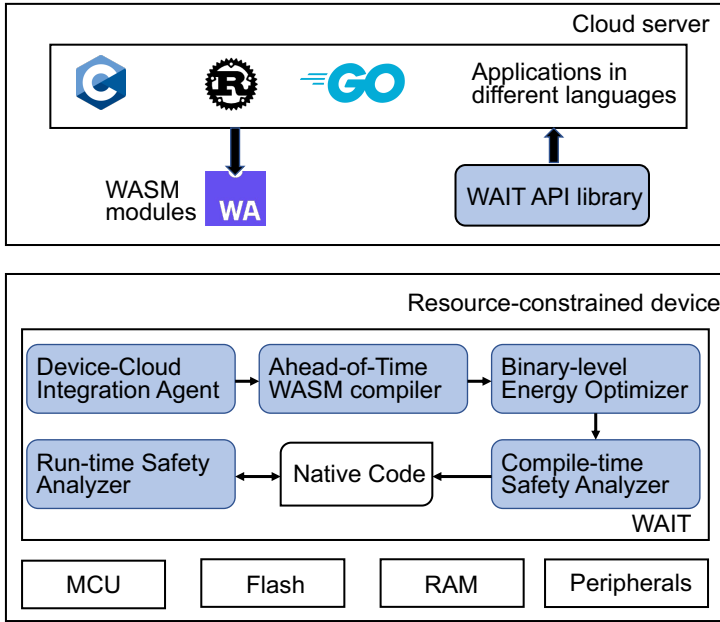 Cloud server
C
R
GO
Applications in
different languages
WASM
modules
WA
WAIT API library
Resource-constrained device
Device-Cloud
Integration Agent
Ahead-of-Time
WASM compiler
Binary-level
Energy Optimizer
Run-time Safety
Analyzer
Native Code
Compile-time
Safety Analyzer
WAIT
MCU
Flash
RAM
Peripherals